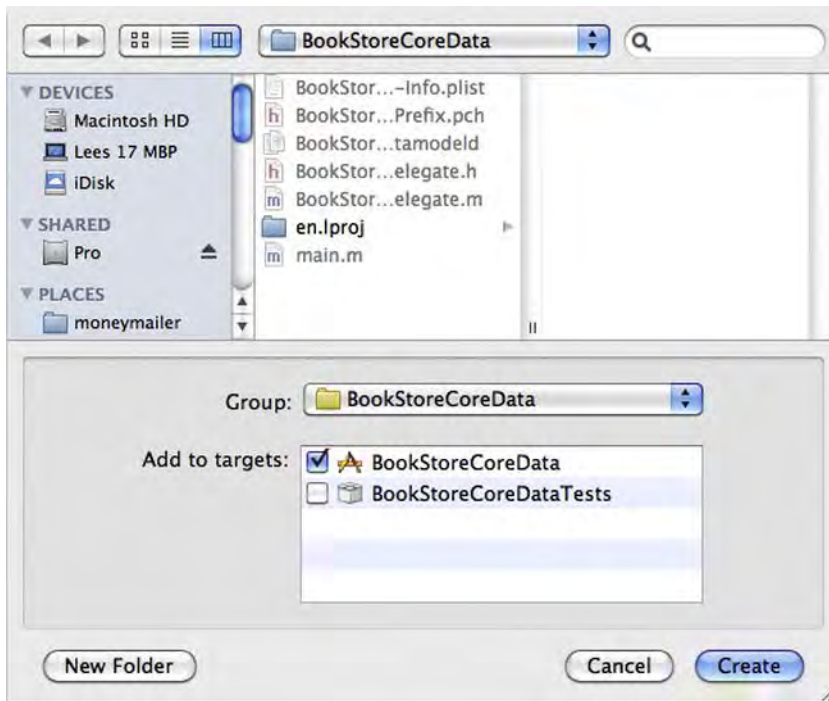 BookStoreCoreData
DEVICES
Macintosh HD
Lees 17 MBP
iDisk
SHARED
Pro
PLACES
moneymailer
BookStor...-Info.plist
BookStor...Prefix.pch
BookStor...tamodeld
BookStor...elegate.h
BookStor...elegate.m
en.lproj
main.m
Group: BookStoreCoreData
Add to targets: BookStoreCoreData
BookStoreCoreDataTests
New Folder Cancel Create